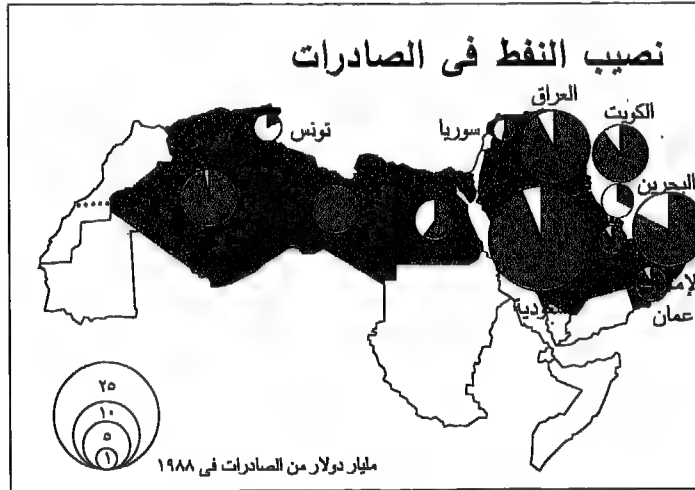 نصيب النفط فى الصادرات
العراق
الكويت
تونس
سوريا
البحرين
السعودية
عمان
٢٥
١٠
٥
١
مليار دولار من الصادرات فى ١٩٨٨